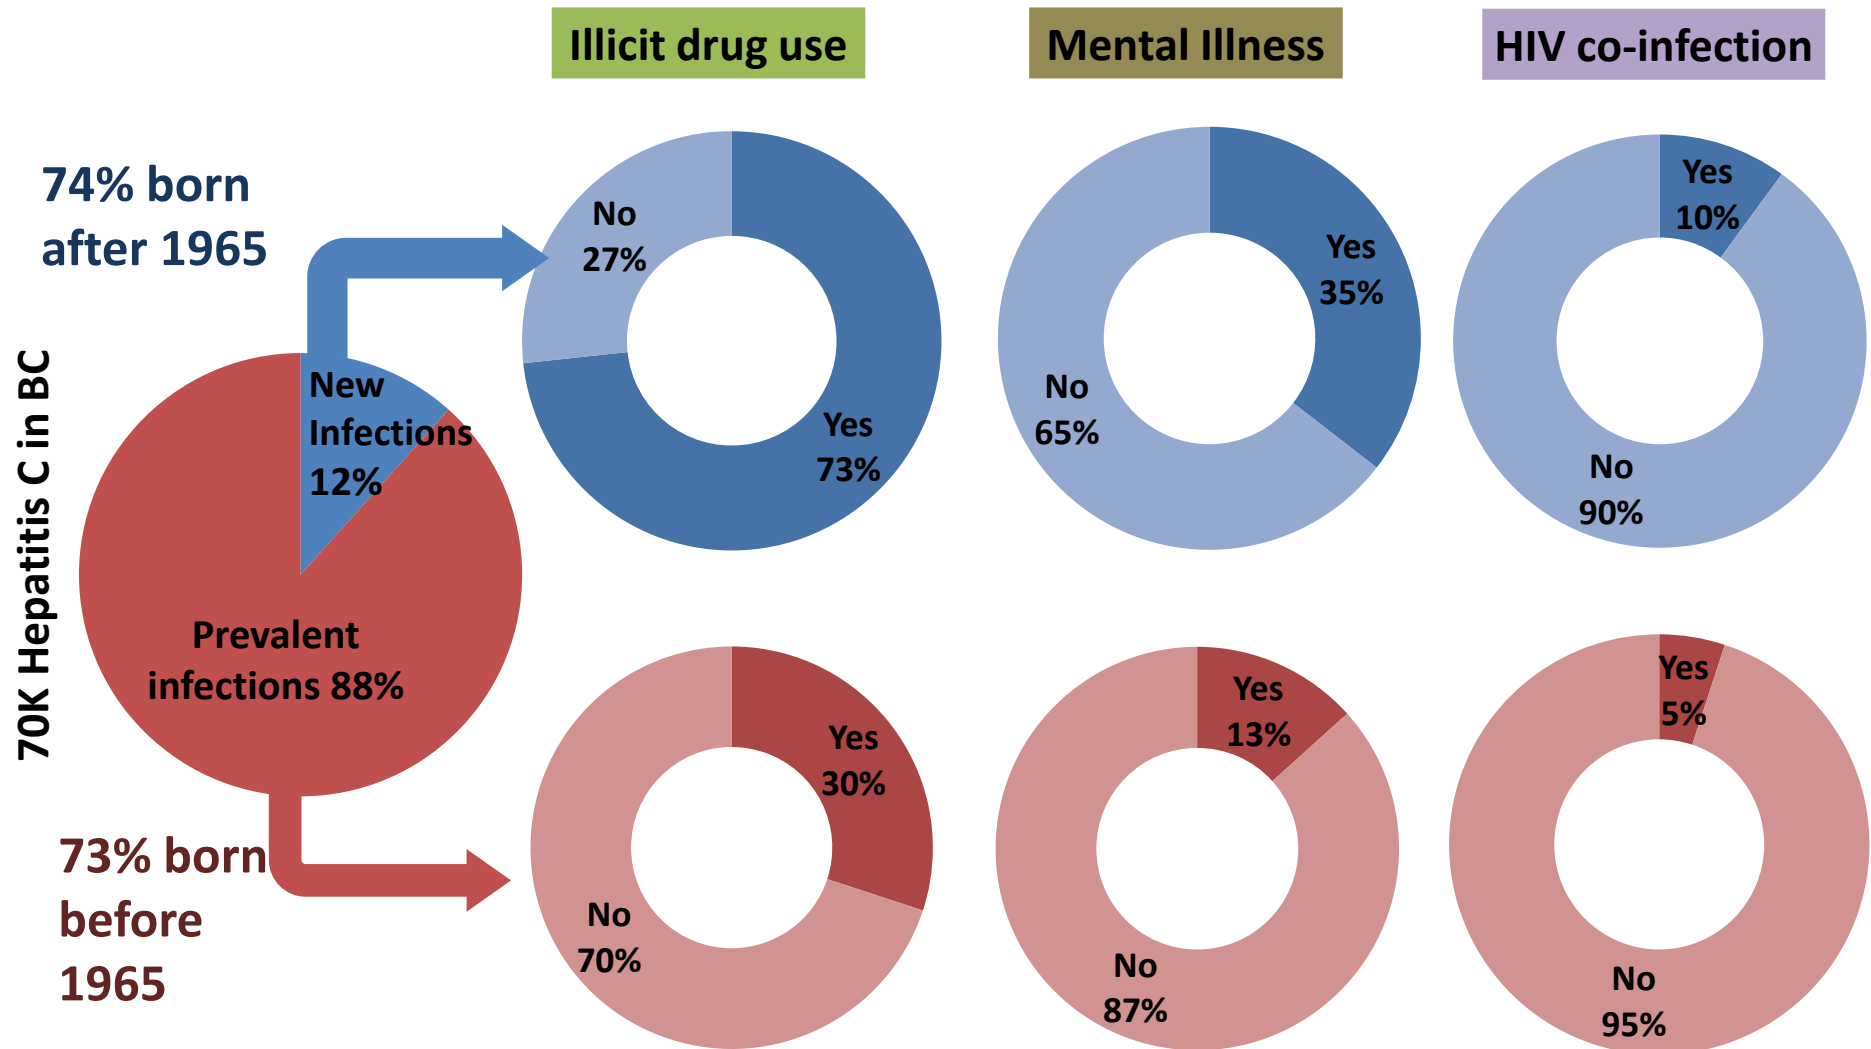 Illicit drug use
Mental Illness
HIV co-infection
74% born
after 1965
No
27%
Yes
73%
Yes
35%
No
65%
Yes
10%
No
90%
70K Hepatitis C in BC
New
Infections
12%
Prevalent
infections 88%
73% born
before
1965
Yes
30%
No
70%
Yes
13%
No
87%
Yes
5%
No
95%